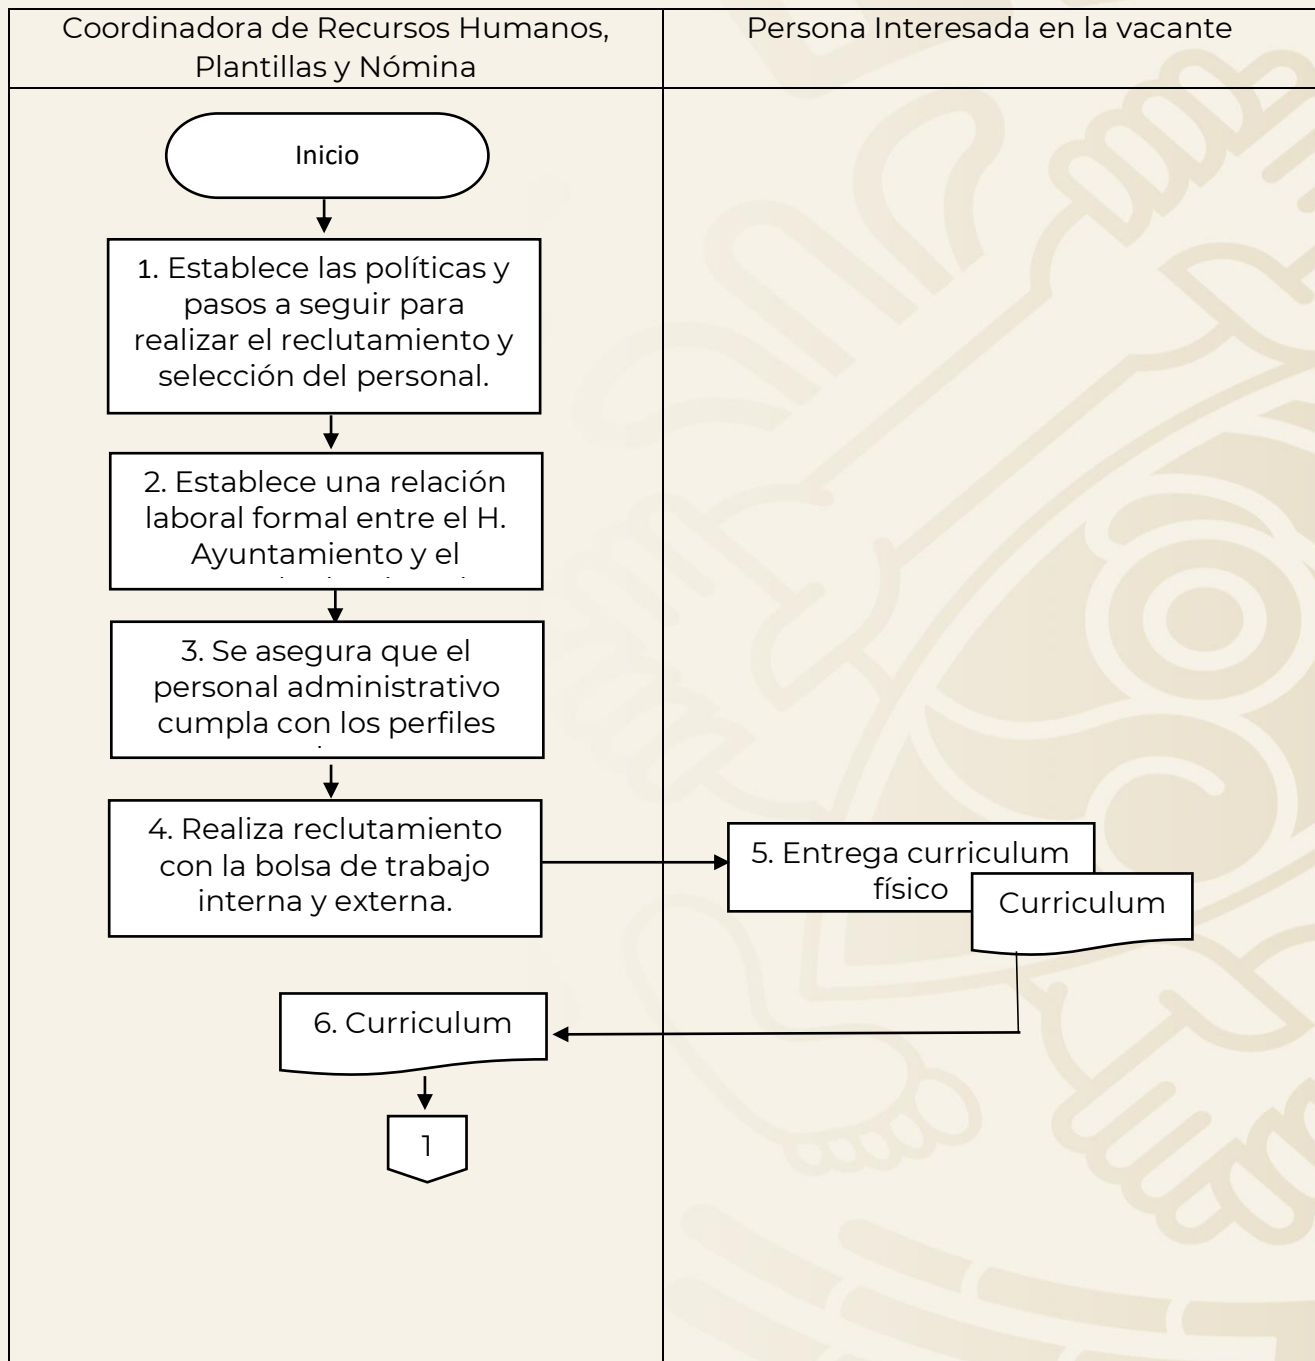 Coordinadora de Recursos Humanos,
Plantillas y Nómina
Persona Interesada en la vacante
Inicio
1. Establece las políticas y
pasos a seguir para
realizar el reclutamiento y
selección del personal.
2. Establece una relación
laboral formal entre el H.
Ayuntamiento y el
3. Se asegura que el
personal administrativo
cumpla con los perfiles
4. Realiza reclutamiento
con la bolsa de trabajo
interna y externa.
5. Entrega curriculum
físico
Curriculum
6. Curriculum
1